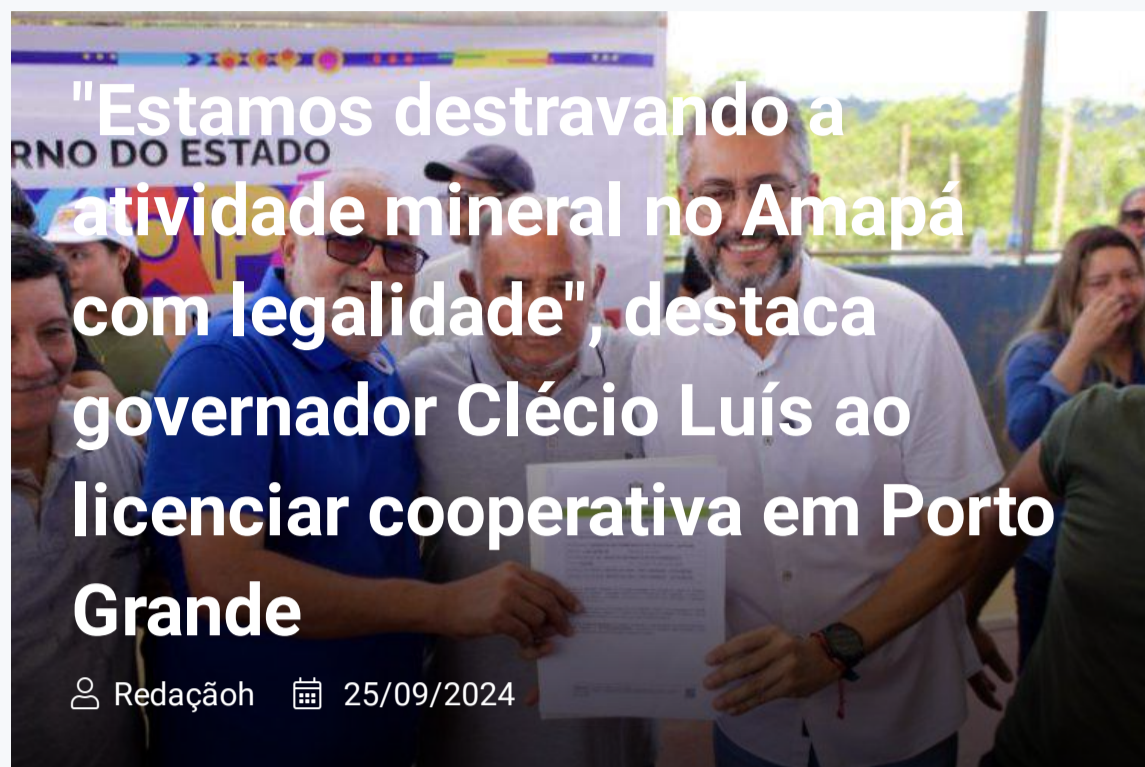 "Estamos destravando a
RNO DO ESTADO
atividade mineral no Amapá
com legalidade", destaca
governador Clécio Luís ao
licenciar cooperativa em Porto
Grande
Redaçãoh 25/09/2024